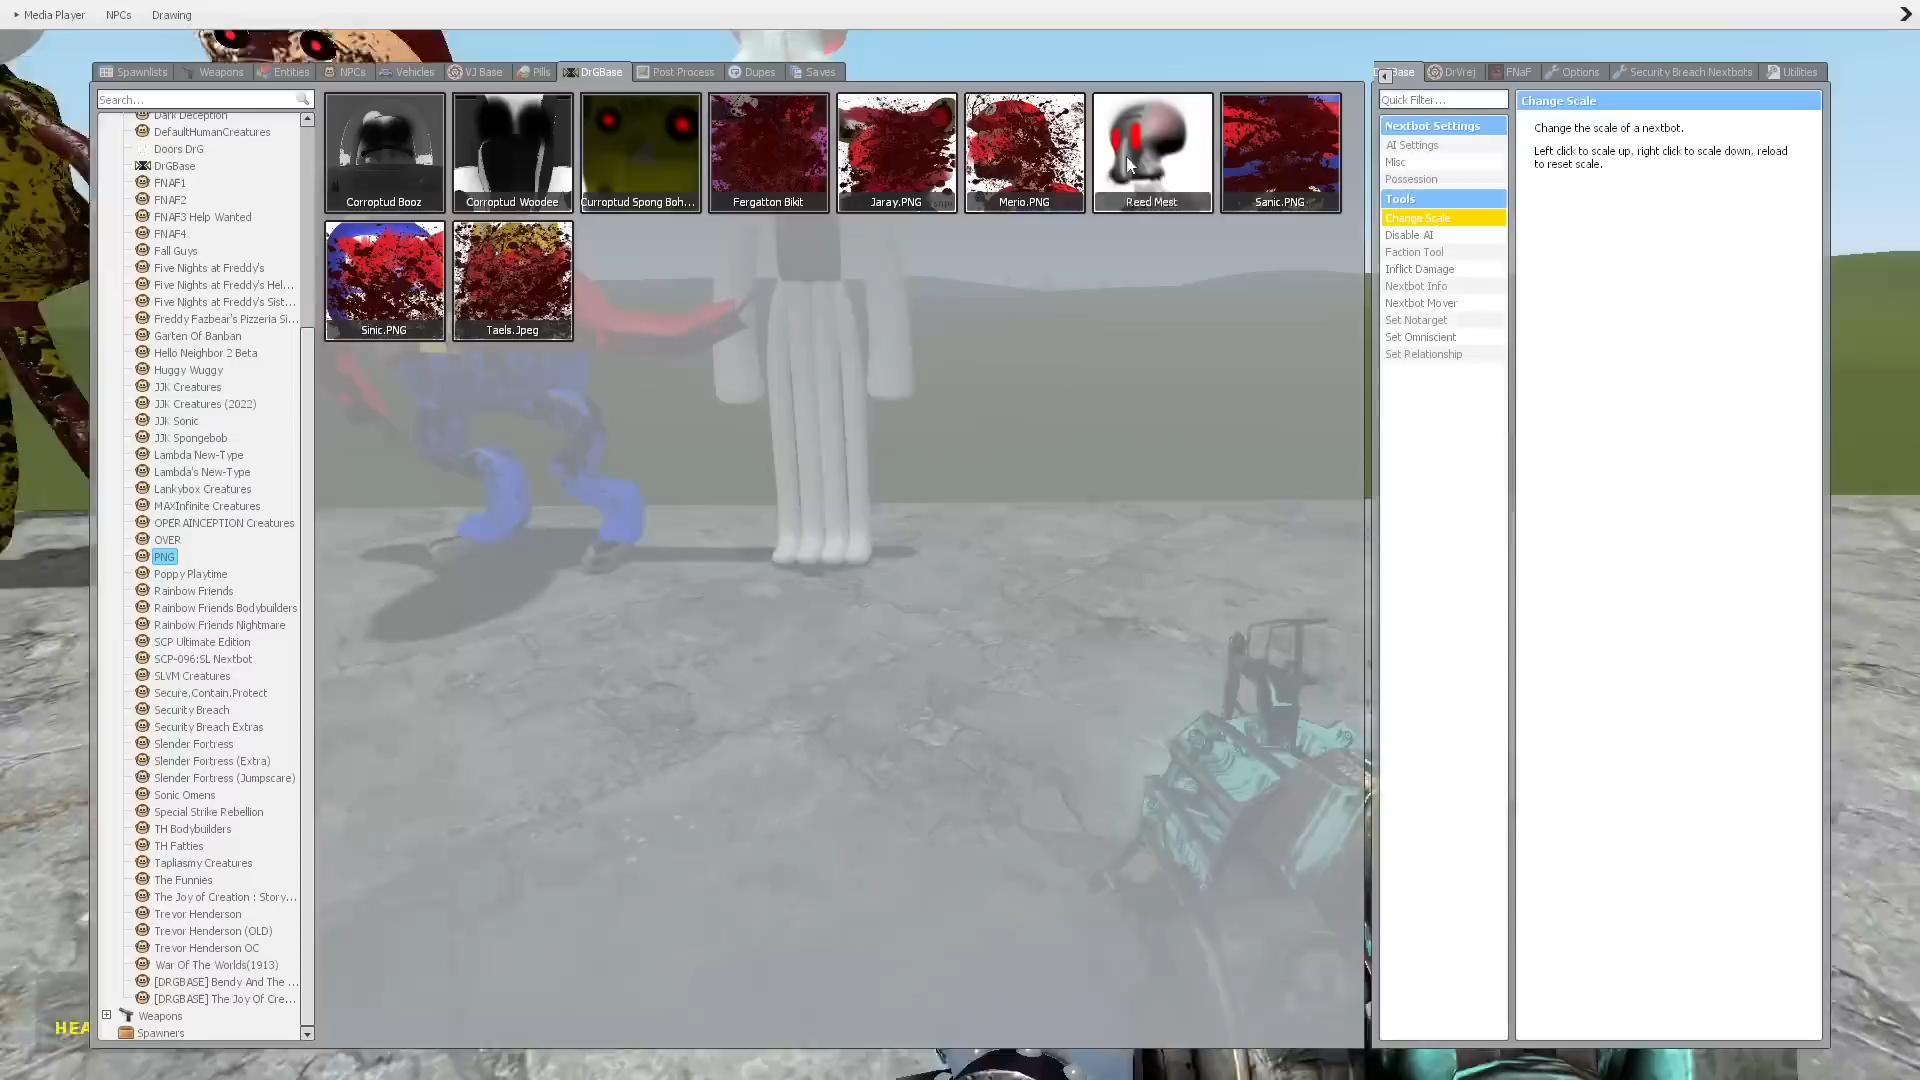 Media Player NPCs Drawing
Spawnlists Weapons Entities NPCs Vehicles VJ Base Pills DrGBase Post Process Dupes Saves
Search...
Dark Deception
DefaultHumanCreatures
Doors DrG
DrGBase
FNAF1
FNAF2
FNAF3 Help Wanted
FNAF4
Fall Guys
Five Nights at Freddy's
Five Nights at Freddy's Hel...
Five Nights at Freddy's Sist...
Freddy Fazbear's Pizzeria Si...
Garten Of Banban
Hello Neighbor 2 Beta
Huggy Wuggy
JJK Creatures
JJK Creatures (2022)
JJK Sonic
JJK Spongebob
Lambda New-Type
Lambda's New-Type
Lankybox Creatures
MAXInfinite Creatures
OPERAINCEPTION Creatures
OVER
PNG
Poppy Playtime
Rainbow Friends
Rainbow Friends Bodybuilders
Rainbow Friends Nightmare
SCP Ultimate Edition
SCP-096:SL Nextbot
SLVM Creatures
Secure.Contain.Protect
Security Breach
Security Breach Extras
Slender Fortress
Slender Fortress (Extra)
Slender Fortress (Jumpscare)
Sonic Omens
Special Strike Rebellion
TH Bodybuilders
TH Fatties
Tapliasmy Creatures
The Funnies
The Joy of Creation : Story...
Trevor Henderson
Trevor Henderson (OLD)
Trevor Henderson OC
War Of The Worlds(1913)
[DRGBASE] Bendy And The ...
[DRGBASE] The Joy Of Cre...
Weapons
Spawners
HEA
Corroptud Booz
Corroptud Woodee
Curroptud Spong Boh...
Fergatton Bikit
Jaray.PNG
Merio.PNG
Reed Mest
Sanic.PNG
Sinic.PNG
Taels.Jpeg
Base DrVrej FNaF Options Security Breach Nextbots Utilities
Quick Filter...
Nextbot Settings
AI Settings
Misc
Possession
Tools
Change Scale
Disable AI
Faction Tool
Inflict Damage
Nextbot Info
Nextbot Mover
Set Notarget
Set Omniscient
Set Relationship
Change Scale
Change the scale of a nextbot.
Left click to scale up, right click to scale down, reload
to reset scale.